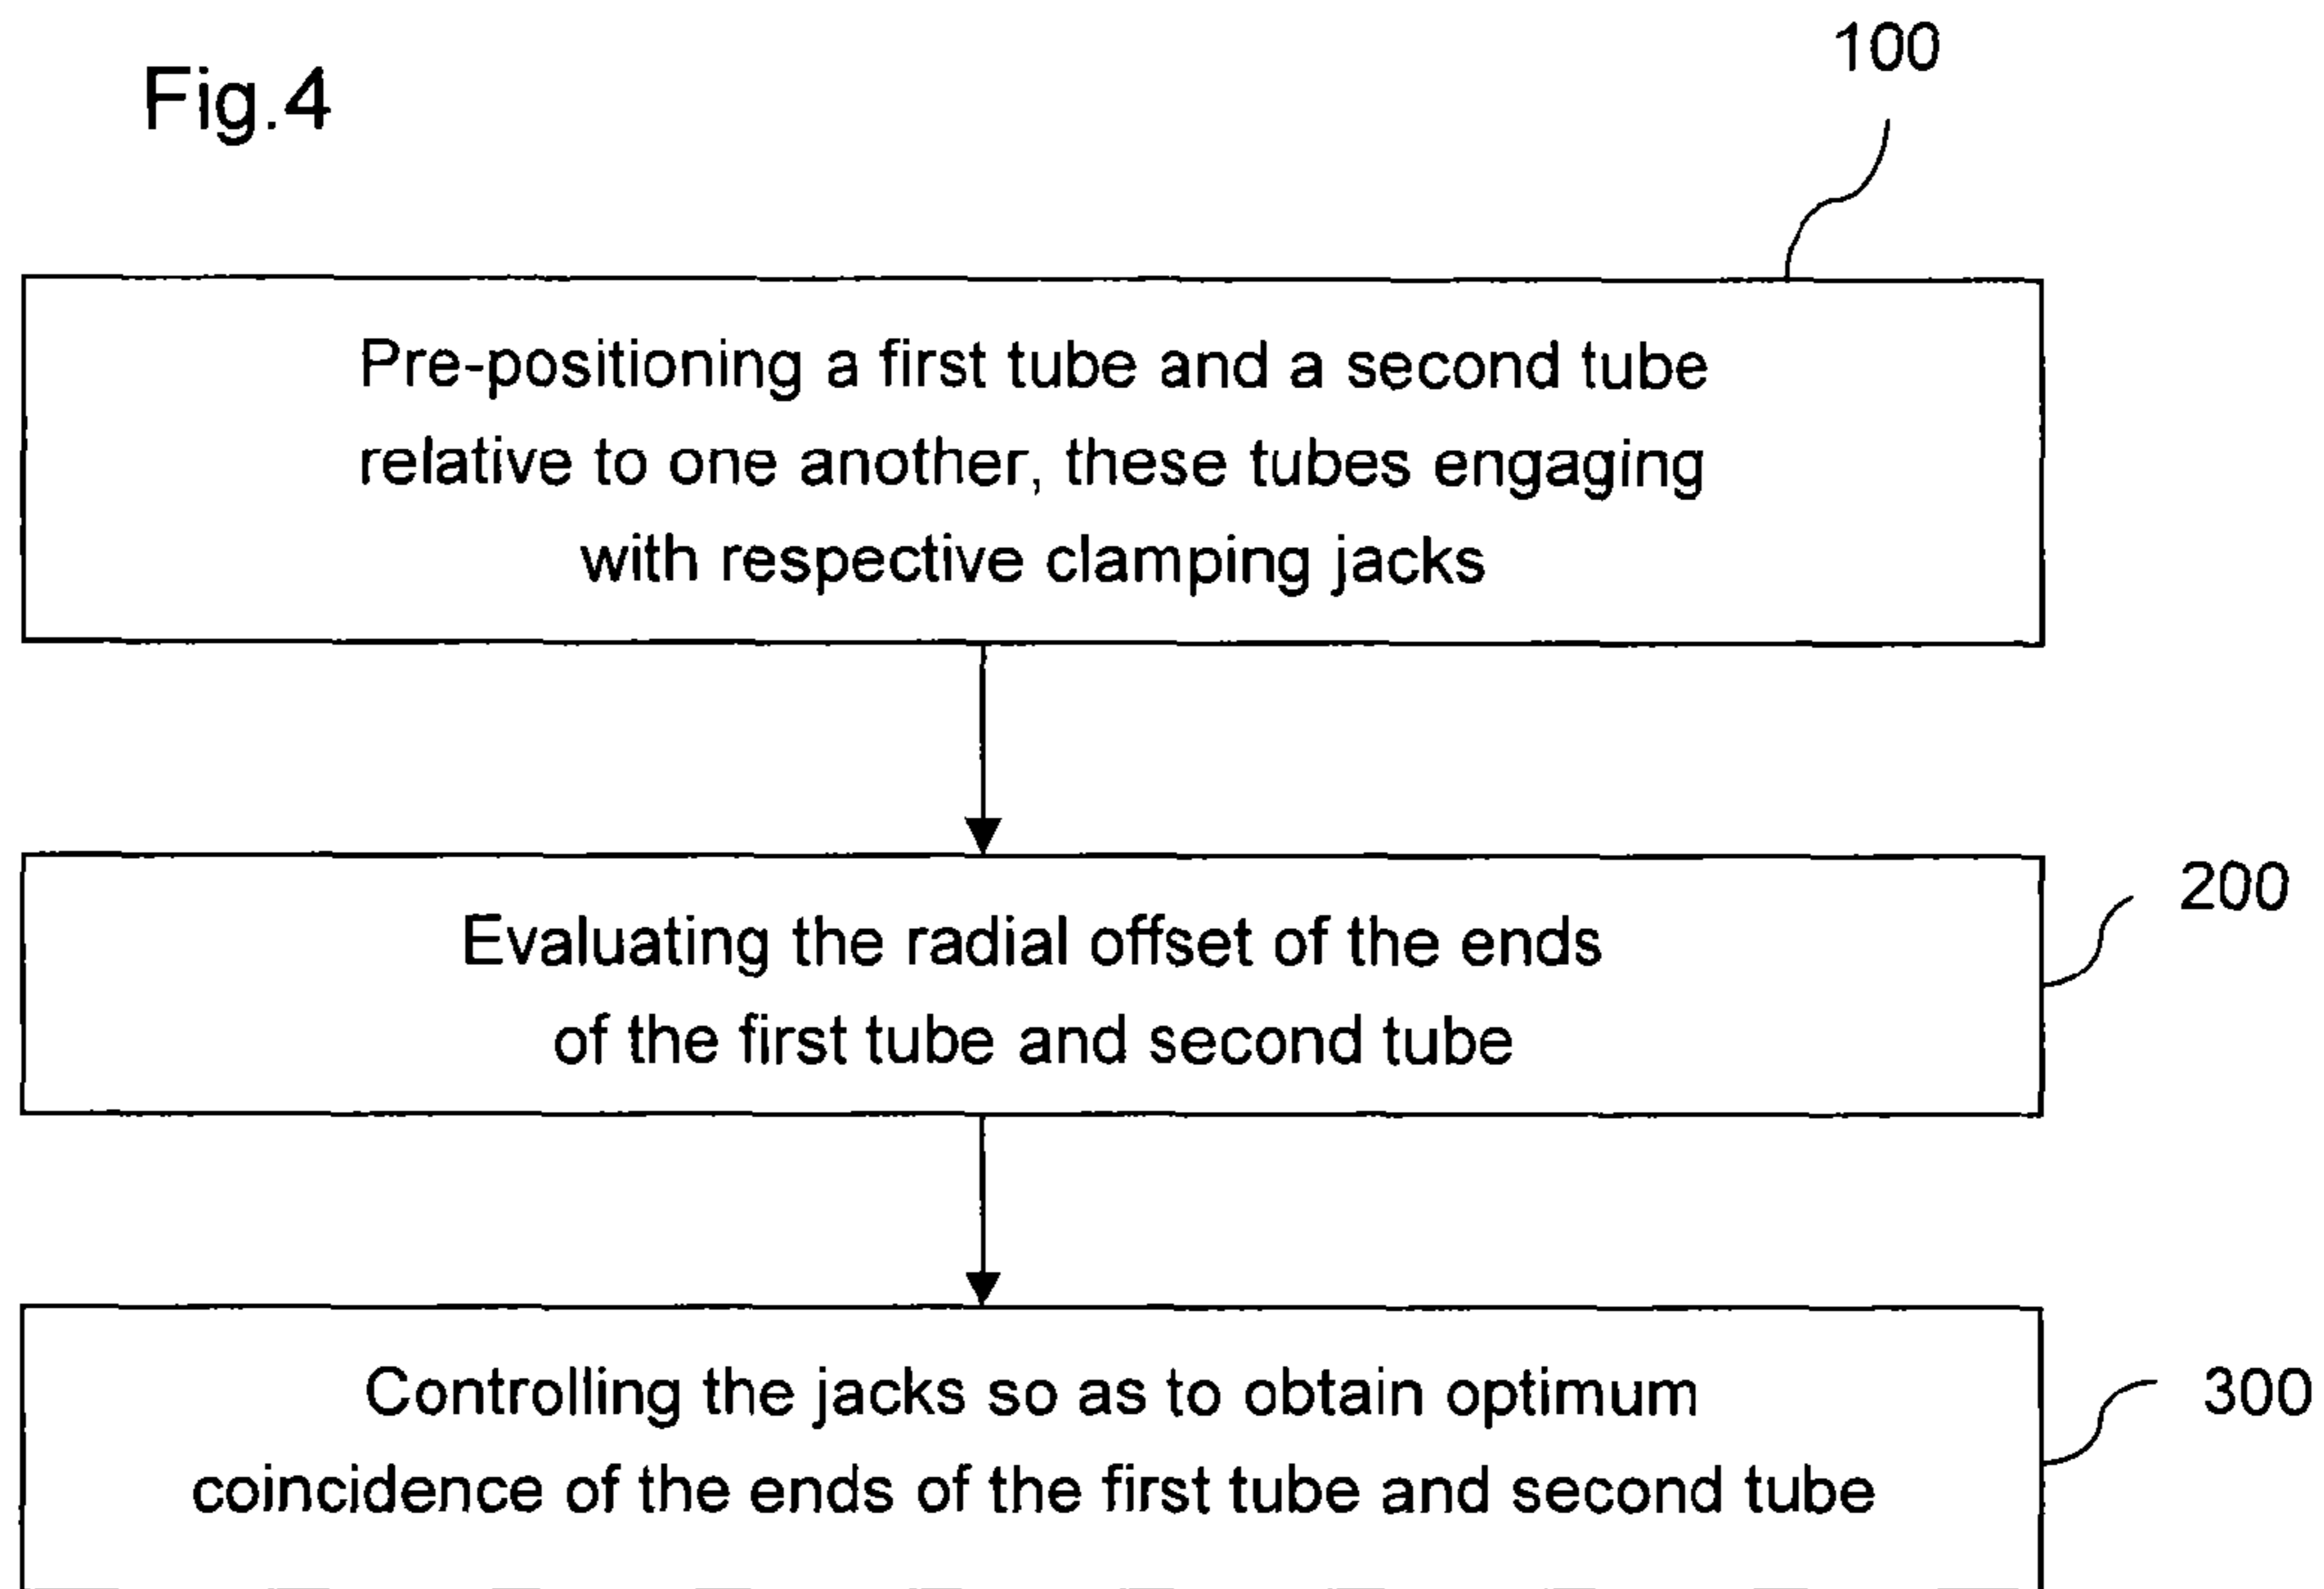 Fig.4
100
Pre-positioning a first tube and a second tube
relative to one another, these tubes engaging
with respective clamping jacks
Evaluating the radial offset of the ends
of the first tube and second tube
200
Controlling the jacks so as to obtain optimum
coincidence of the ends of the first tube and second tube
300